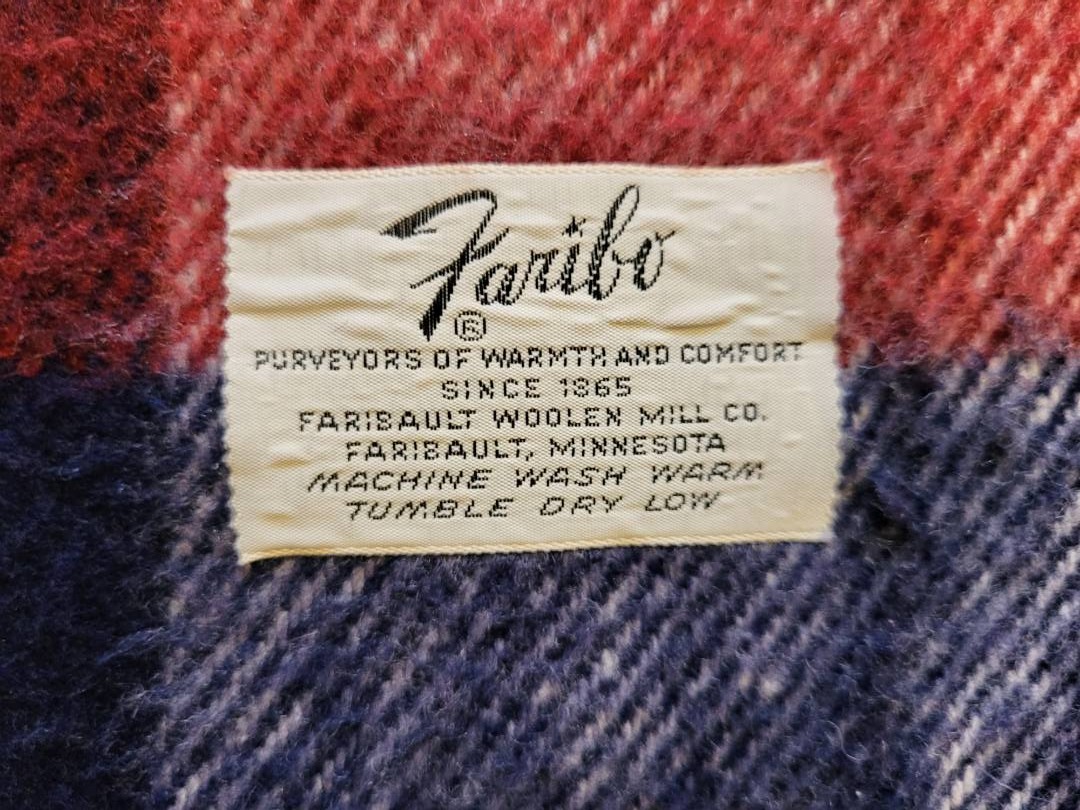 Faribo
®
PURVEYORS OF WARMTH AND COMFORT
SINCE 1865
FARIBAULT WOOLEN MILL CO.
FARIBAULT, MINNESOTA
MACHINE WASH WARM
TUMBLE DRY LOW